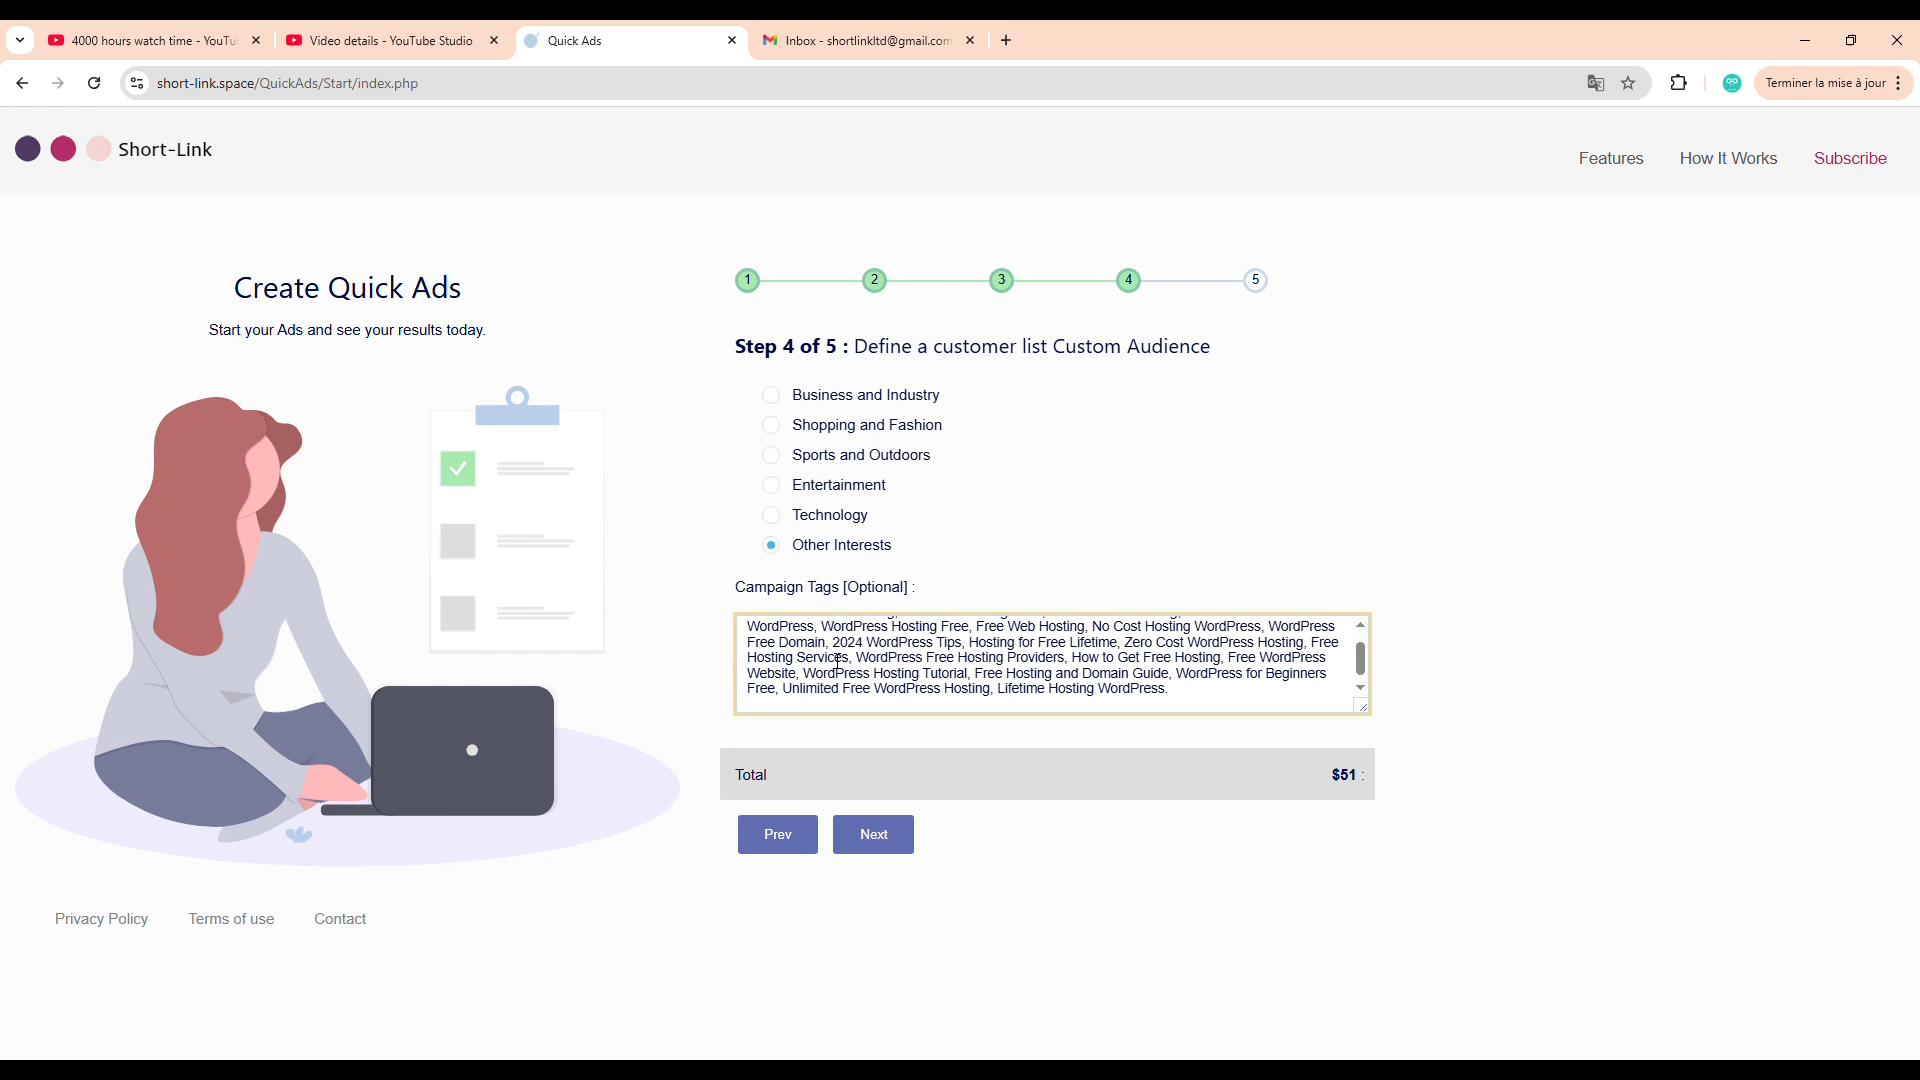 4000 hours watch time - YouTu
Video details - YouTube Studio
Quick Ads
Inbox - shortlinkltd@gmail.com
short-link.space/QuickAds/Start/index.php
Terminer la mise à jour
Short-Link
Features
How It Works
Subscribe
Create Quick Ads
Start your Ads and see your results today.
1
2
3
4
5
Step 4 of 5 : Define a customer list Custom Audience
Business and Industry
Shopping and Fashion
Sports and Outdoors
Entertainment
Technology
Other Interests
Campaign Tags [Optional] :
WordPress, WordPress Hosting Free, Free Web Hosting, No Cost Hosting WordPress, WordPress
Free Domain, 2024 WordPress Tips, Hosting for Free Lifetime, Zero Cost WordPress Hosting, Free
Hosting Services, WordPress Free Hosting Providers, How to Get Free Hosting, Free WordPress
Website, WordPress Hosting Tutorial, Free Hosting and Domain Guide, WordPress for Beginners
Free, Unlimited Free WordPress Hosting, Lifetime Hosting WordPress.
Total
$51 :
Prev
Next
Privacy Policy
Terms of use
Contact